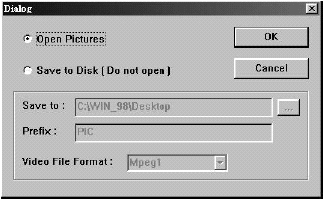 Dialog
Open Pictures
OK
Save to Disk ( Do not open )
Cancel
Save to : C:\WIN_98\Desktop ...
Prefix : PIC
Video File Format : Mpeg1